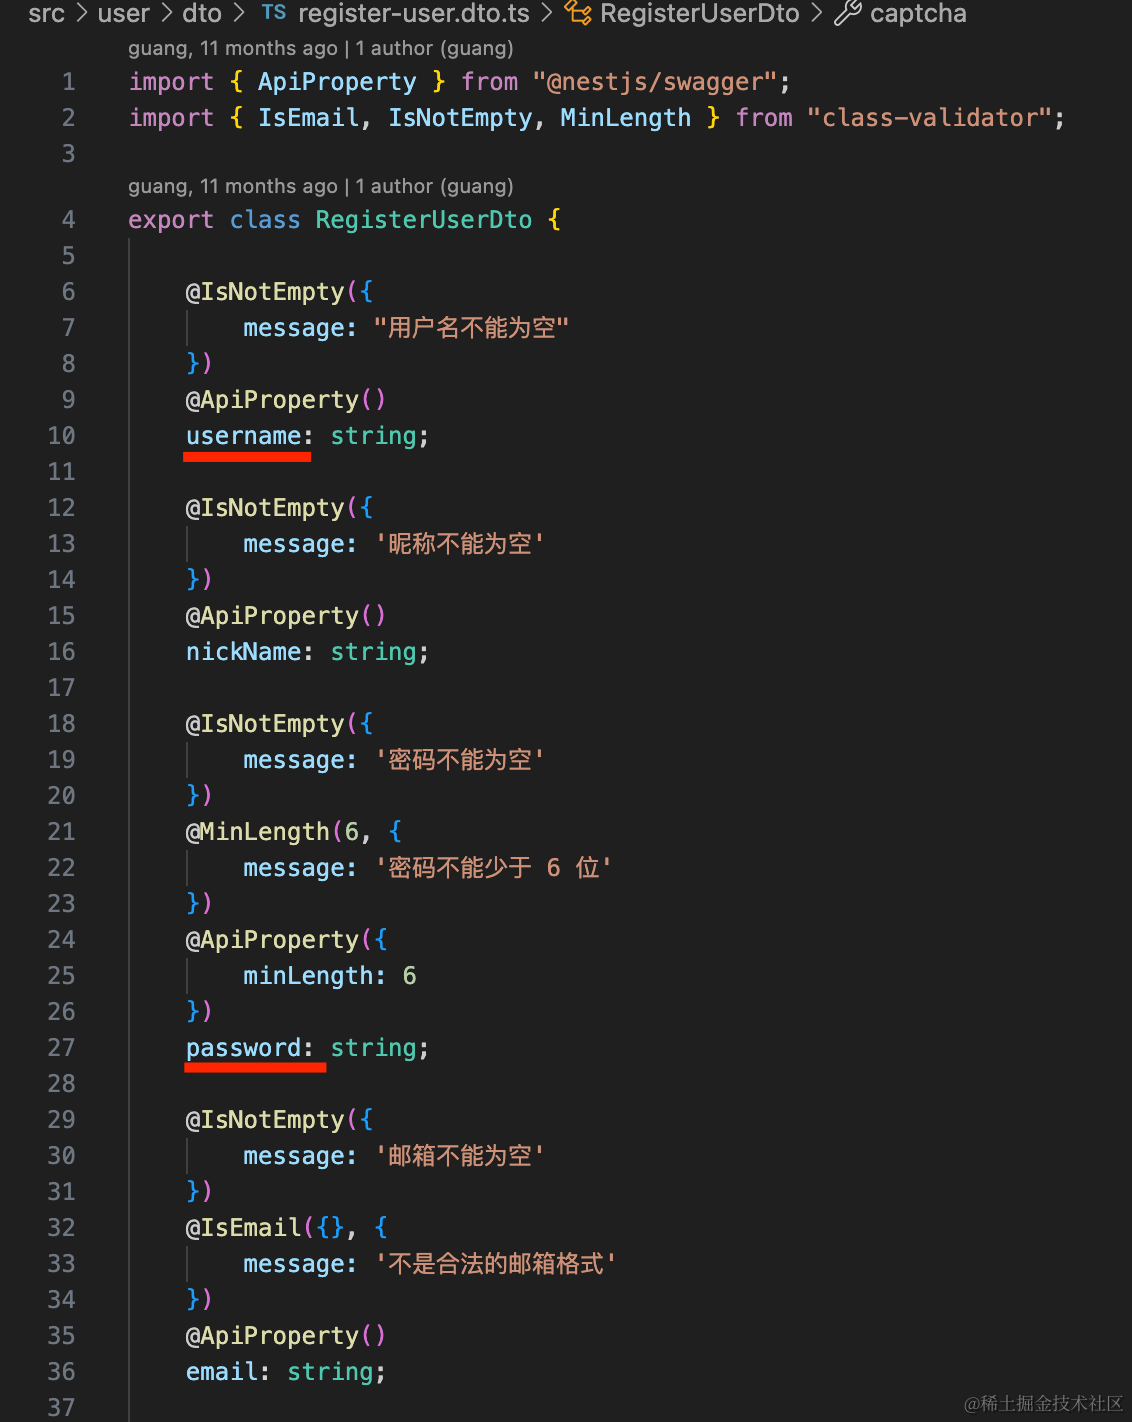 src > user > dto > TS register-user.dto.ts > RegisterUserDto > captcha
guang, 11 months ago | 1 author (guang)
1 import { ApiProperty } from "@nestjs/swagger";
2 import { IsEmail, IsNotEmpty, MinLength } from "class-validator";
3
guang, 11 months ago | 1 author (guang)
4 export class RegisterUserDto {
5
6 @IsNotEmpty({
7 message: "用户名不能为空"
8 })
9 @ApiProperty()
10 username: string;
11
12 @IsNotEmpty({
13 message: '昵称不能为空'
14 })
15 @ApiProperty()
16 nickName: string;
17
18 @IsNotEmpty({
19 message: '密码不能为空'
20 })
21 @MinLength(6, {
22 message: '密码不能少于 6 位'
23 })
24 @ApiProperty({
25 minLength: 6
26 })
27 password: string;
28
29 @IsNotEmpty({
30 message: '邮箱不能为空'
31 })
32 @IsEmail({}, {
33 message: '不是合法的邮箱格式'
34 })
35 @ApiProperty()
36 email: string;
37
@稀土掘金技术社区